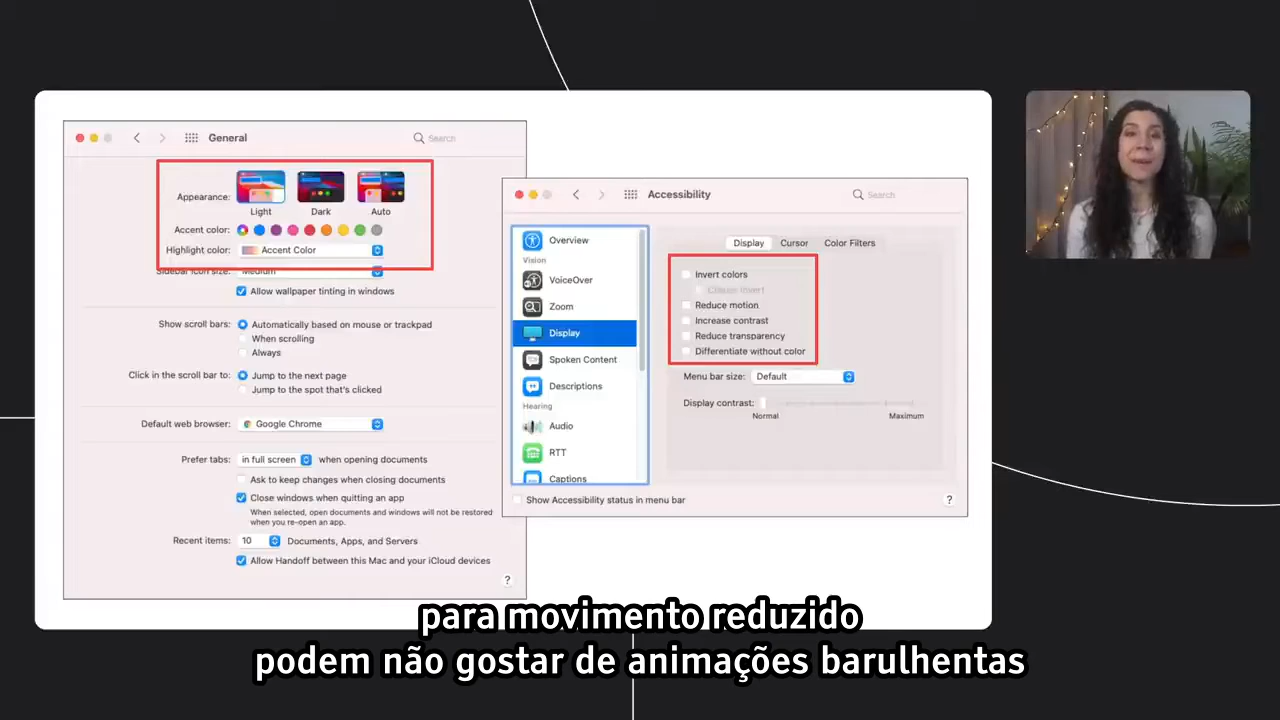 General
Search
Appearance:
Light
Dark
Auto
Accent color:
Highlight color:
Accent Color
Sidebar icon size:
Medium
Allow wallpaper tinting in windows
Show scroll bars:
Automatically based on mouse or trackpad
When scrolling
Always
Click in the scroll bar to:
Jump to the next page
Jump to the spot that's clicked
Default web browser:
Google Chrome
Prefer tabs:
in full screen
when opening documents
Ask to keep changes when closing documents
Close windows when quitting an app
When selected, open documents and windows will not be restored
when you re-open an app.
Recent items:
10
Documents, Apps, and Servers
Allow Handoff between this Mac and your iCloud devices
?
Accessibility
Search
Overview
Vision
VoiceOver
Zoom
Display
Spoken Content
Descriptions
Hearing
Audio
RTT
Captions
Display
Cursor
Color Filters
Invert colors
Classic Invert
Reduce motion
Increase contrast
Reduce transparency
Differentiate without color
Menu bar size:
Default
Display contrast:
Normal
Maximum
Show Accessibility status in menu bar
?
para movimento reduzido
podem não gostar de animações barulhentas